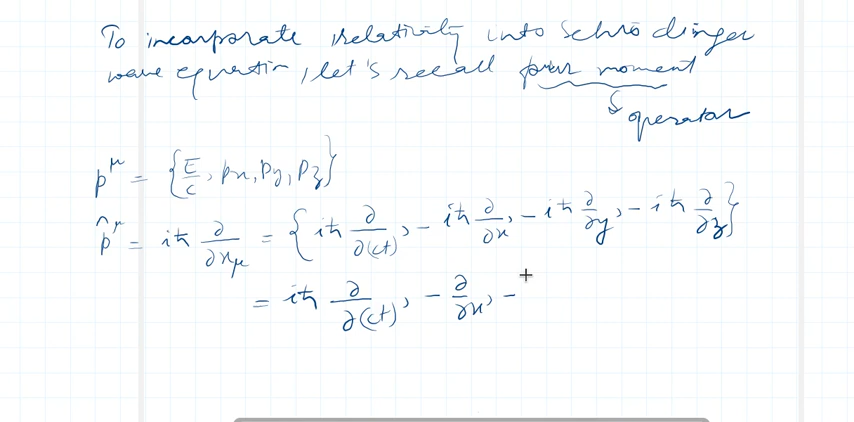 To incorporate relativity into Schrödinger
wave equation, let's recall four moment
operator
p^μ = {E/c, px, py, pz}
p̂^μ = iħ ∂/∂x_μ = {iħ ∂/∂(ct), -iħ ∂/∂x, -iħ ∂/∂y, -iħ ∂/∂z}
= iħ ∂/∂(ct), -∂/∂x, -